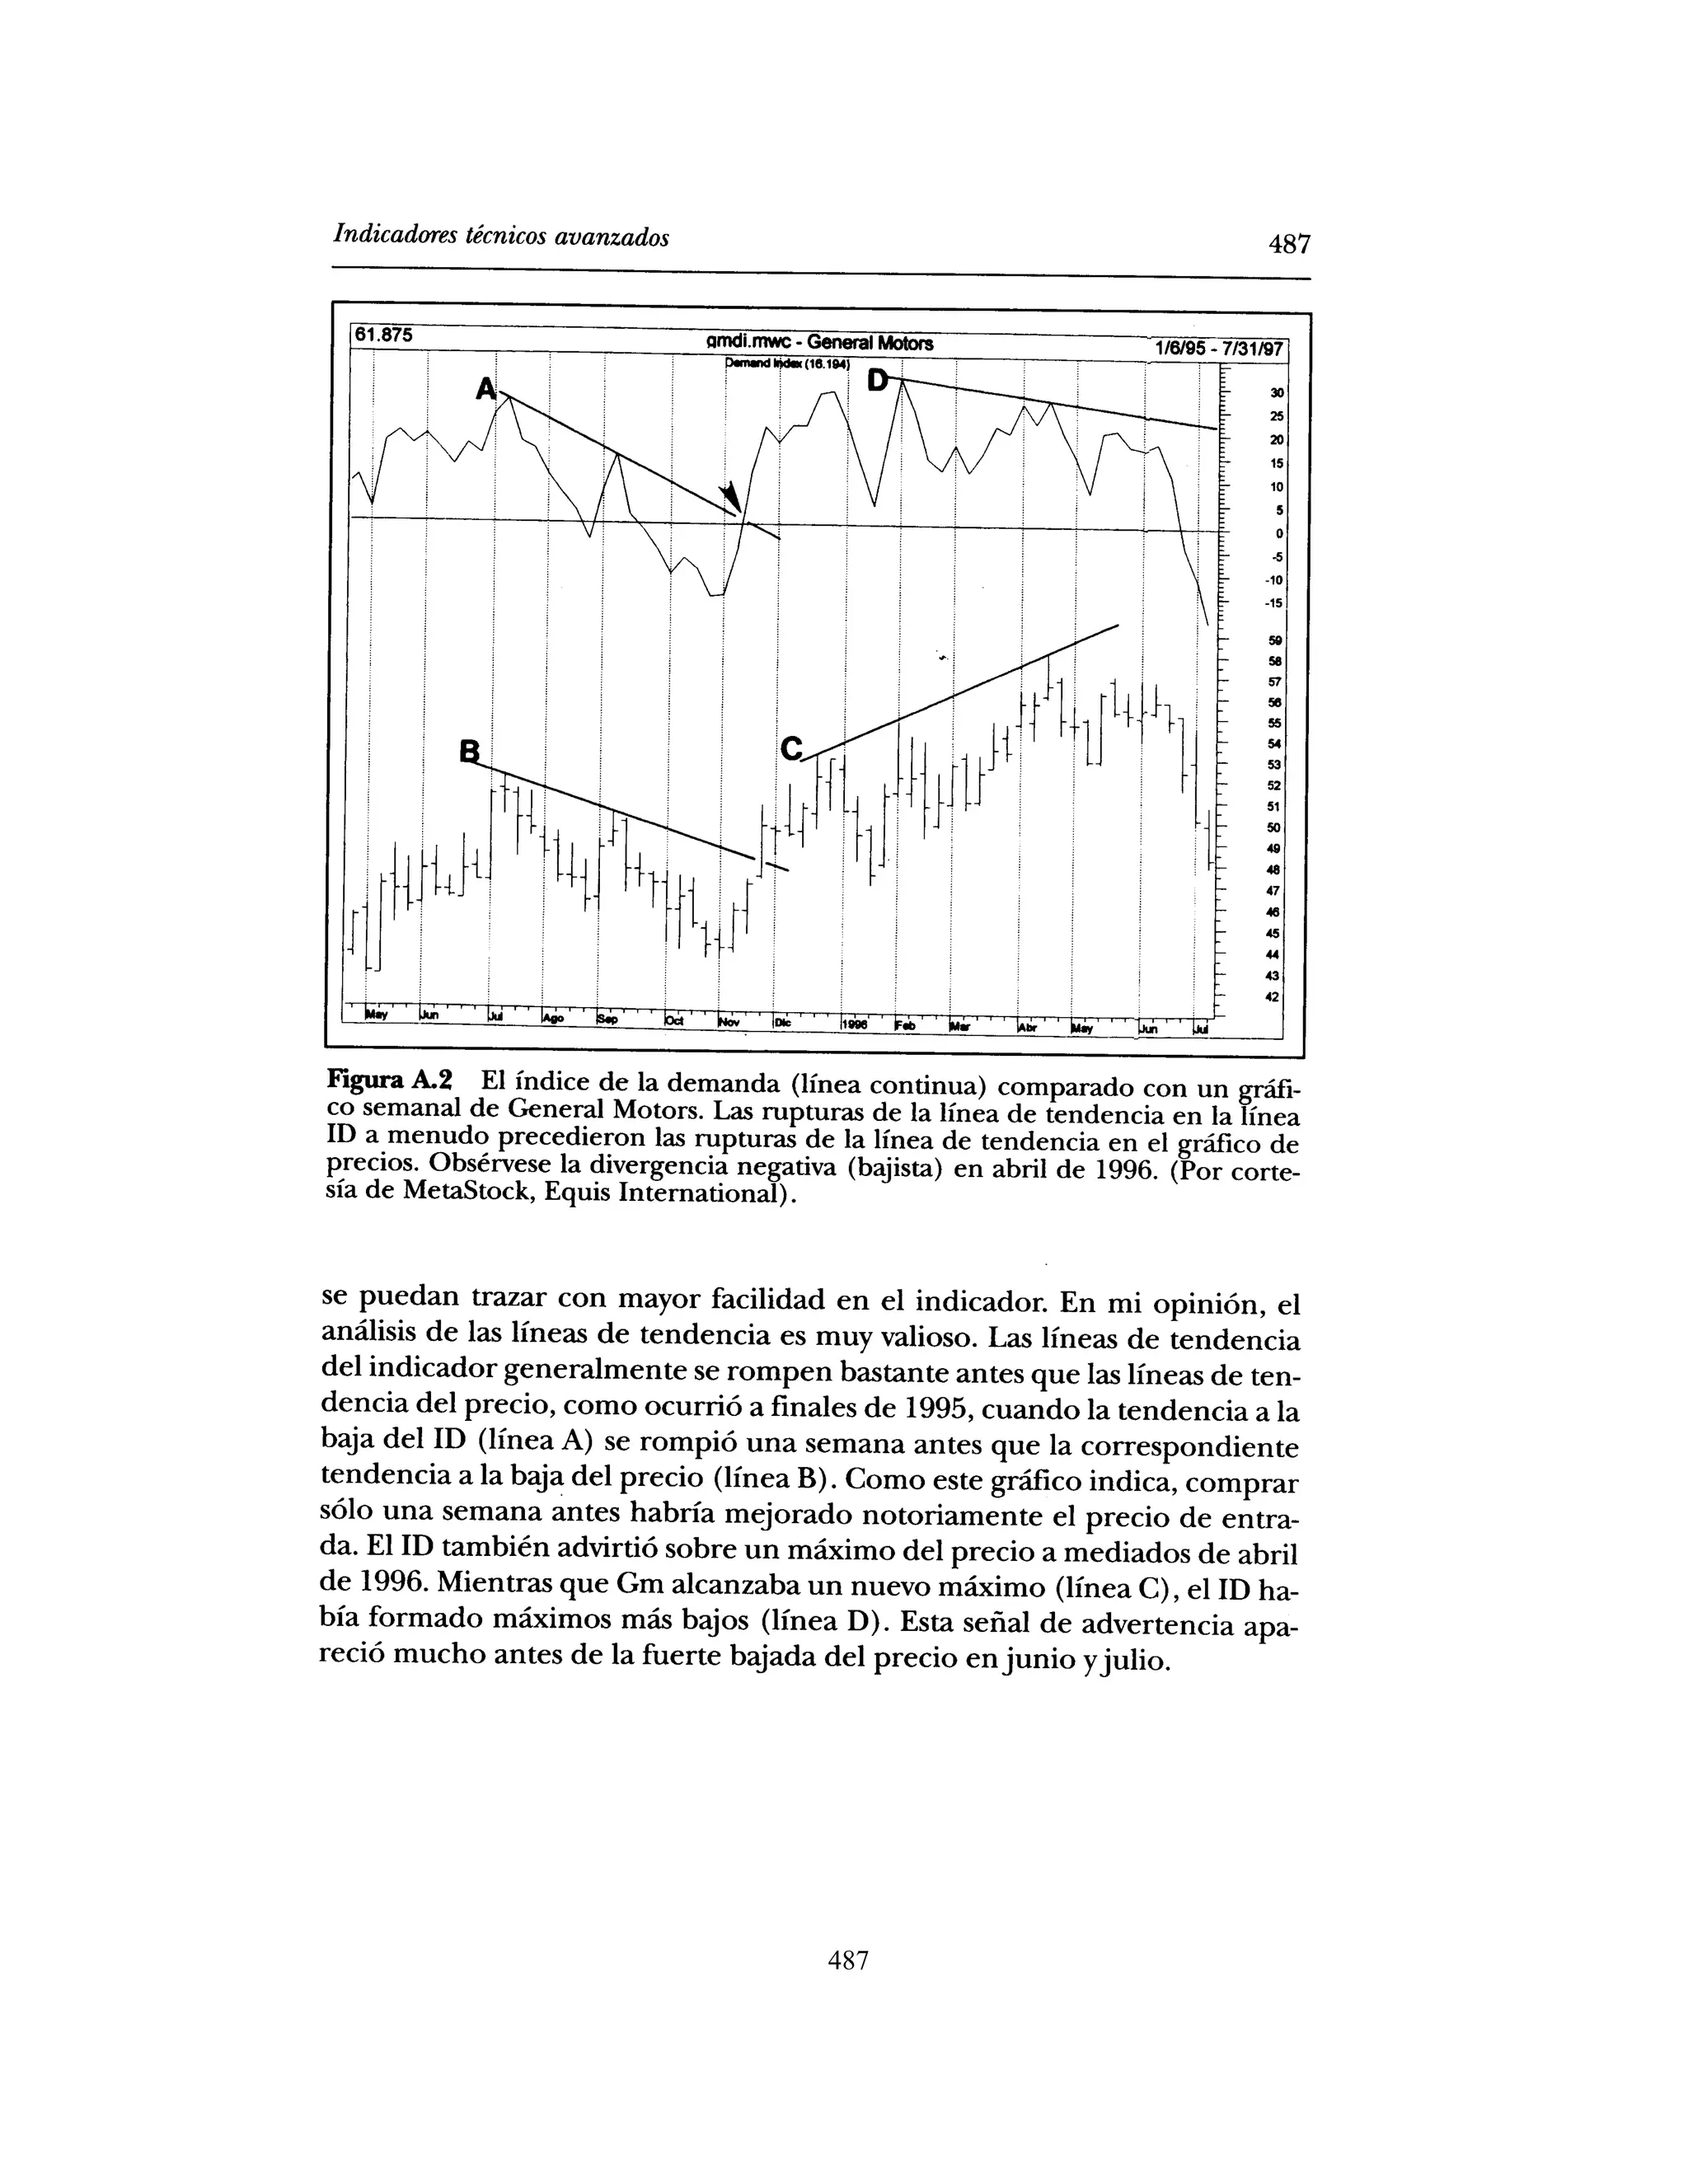 Indicadores técnicos avanzados
487
61.875
gmdi.mwc - General Motors
1/6/95 - 7/31/97
Demand Index (16.194)
A
D
30
25
20
15
10
5
0
-5
-10
-15
B
C
59
58
57
56
55
54
53
52
51
50
49
48
47
46
45
44
43
42
May Jun Jul Ago Sep Oct Nov Dic 1996 Feb Mar Abr May Jun Jul
Figura A.2 El índice de la demanda (línea continua) comparado con un gráfi-
co semanal de General Motors. Las rupturas de la línea de tendencia en la línea
ID a menudo precedieron las rupturas de la línea de tendencia en el gráfico de
precios. Obsérvese la divergencia negativa (bajista) en abril de 1996. (Por corte-
sía de MetaStock, Equis International).
se puedan trazar con mayor facilidad en el indicador. En mi opinión, el
análisis de las líneas de tendencia es muy valioso. Las líneas de tendencia
del indicador generalmente se rompen bastante antes que las líneas de ten-
dencia del precio, como ocurrió a finales de 1995, cuando la tendencia a la
baja del ID (línea A) se rompió una semana antes que la correspondiente
tendencia a la baja del precio (línea B). Como este gráfico indica, comprar
sólo una semana antes habría mejorado notoriamente el precio de entra-
da. El ID también advirtió sobre un máximo del precio a mediados de abril
de 1996. Mientras que Gm alcanzaba un nuevo máximo (línea C), el ID ha-
bía formado máximos más bajos (línea D). Esta señal de advertencia apa-
reció mucho antes de la fuerte bajada del precio en junio y julio.
487